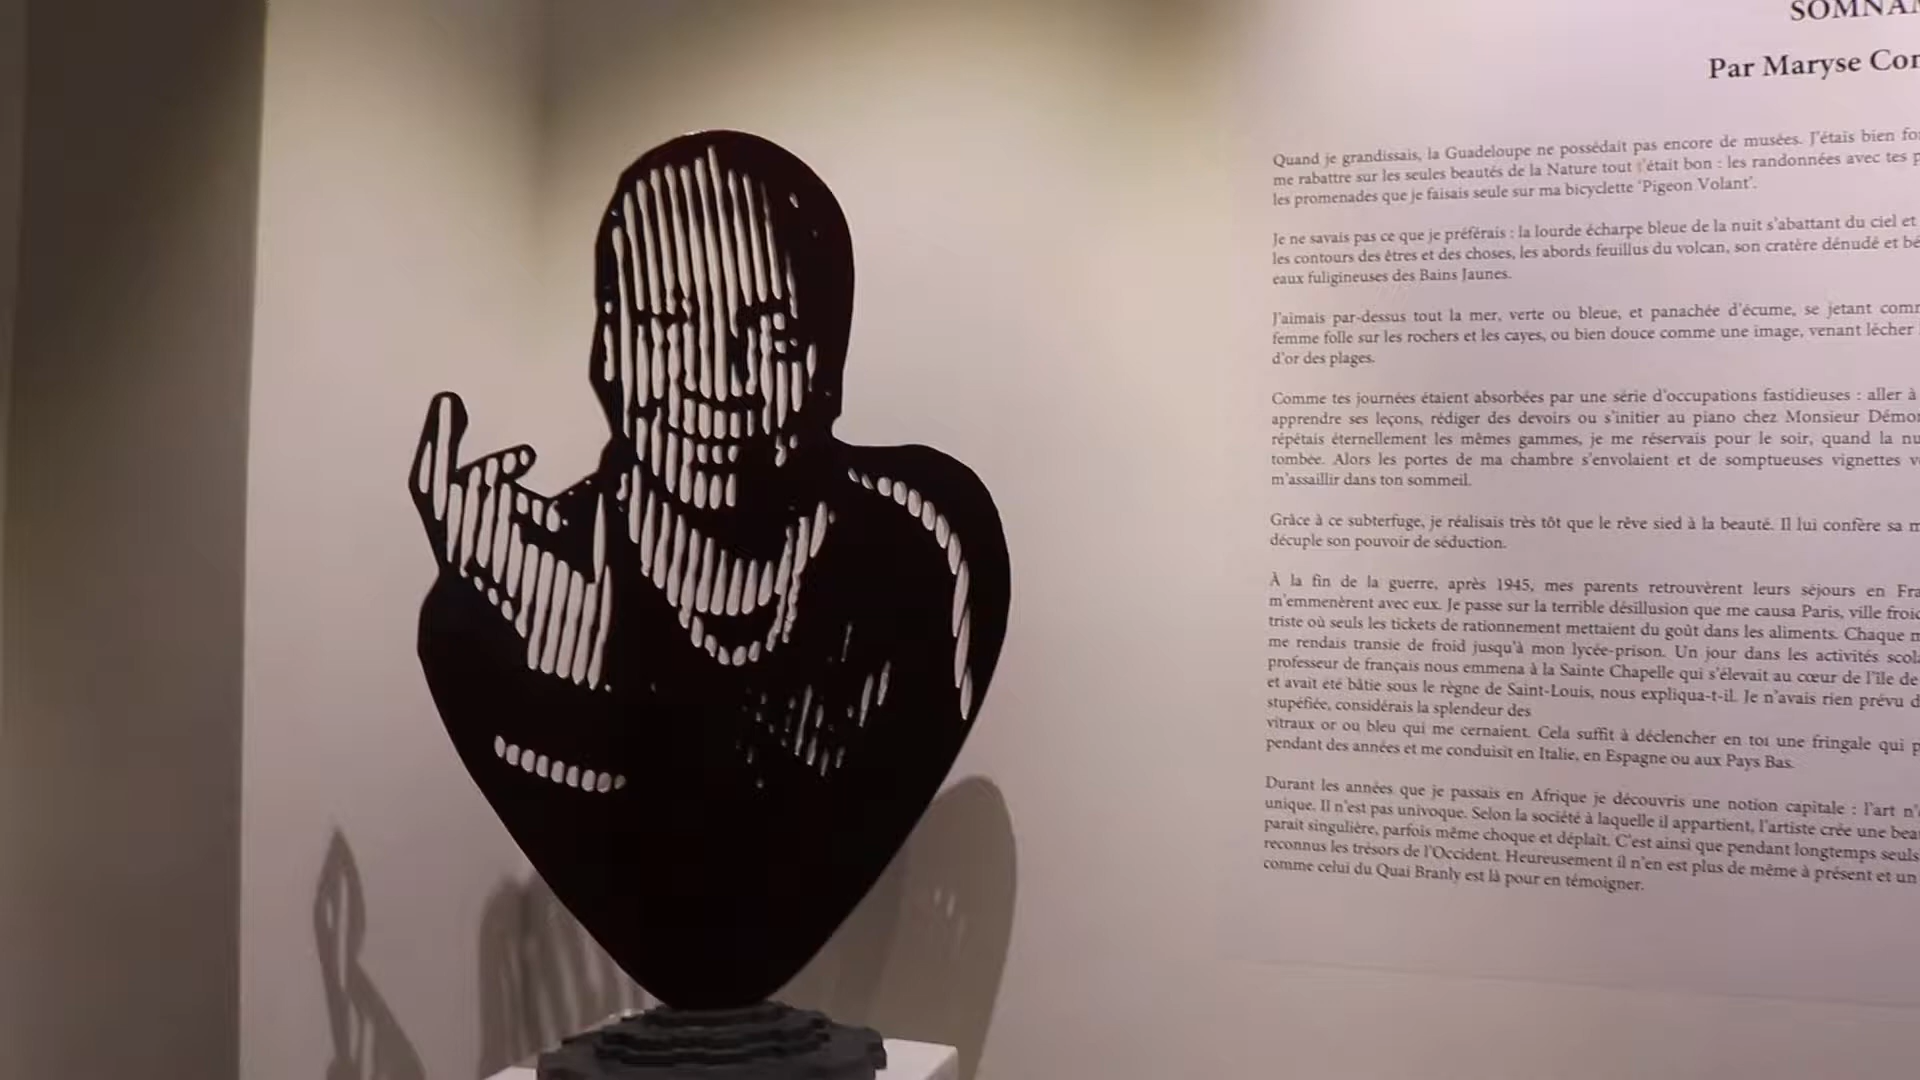 SOMNA
Par Maryse Con
Quand je grandissais, la Guadeloupe ne possédait pas encore de musées. J'étais bien fo
me rabattre sur les seules beautés de la Nature tout s'était bon : les randonnées avec tes p
les promenades que je faisais seule sur ma bicyclette ‘Pigeon Volant’.
Je ne savais pas ce que je préférais : la lourde écharpe bleue de la nuit s'abattant du ciel et
les contours des êtres et des choses, les abords feuillus du volcan, son cratère dénudé et bé
eaux fuligineuses des Bains Jaunes.
J'aimais par-dessus tout la mer, verte ou bleue, et panachée d'écume, se jetant comm
femme folle sur les rochers et les cayes, ou bien douce comme une image, venant lécher
d'or des plages.
Comme tes journées étaient absorbées par une série d'occupations fastidieuses : aller à
apprendre ses leçons, rédiger des devoirs ou s'initier au piano chez Monsieur Démon
répétais éternellement les mêmes gammes, je me réservais pour le soir, quand la nu
tombée. Alors les portes de ma chambre s'envolaient et de somptueuses vignettes v
m'assaillir dans ton sommeil.
Grâce à ce subterfuge, je réalisais très tôt que le rêve sied à la beauté. Il lui confère sa m
décuple son pouvoir de séduction.
À la fin de la guerre, après 1945, mes parents retrouvèrent leurs séjours en Fra
m'emmenèrent avec eux. Je passe sur la terrible désillusion que me causa Paris, ville froid
triste où seuls les tickets de rationnement mettaient du goût dans les aliments. Chaque m
me rendais transie de froid jusqu'à mon lycée-prison. Un jour dans les activités scola
professeur de français nous emmena à la Sainte Chapelle qui s'élevait au cœur de l'île de
et avait été bâtie sous le règne de Saint-Louis, nous expliqua-t-il. Je n'avais rien prévu d
stupéfiée, considérais la splendeur des
vitraux or ou bleu qui me cernaient. Cela suffit à déclencher en toi une fringale qui p
pendant des années et me conduisit en Italie, en Espagne ou aux Pays Bas.
Durant les années que je passais en Afrique je découvris une notion capitale : l'art n'
unique. Il n'est pas univoque. Selon la société à laquelle il appartient, l'artiste crée une beau
parait singulière, parfois même choque et déplaît. C'est ainsi que pendant longtemps seuls
reconnus les trésors de l'Occident. Heureusement il n'en est plus de même à présent et un
comme celui du Quai Branly est là pour en témoigner.